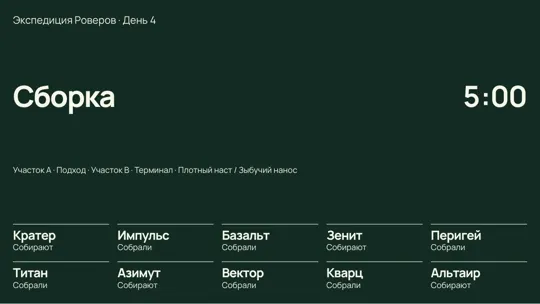 Экспедиция Роверов · День 4
Сборка 5:00
Участок A · Подход · Участок B · Терминал · Плотный наст / Зыбучий нанос
Кратер Импульс Базальт Зенит Перигей
Собирают Собрали Собрали Собирают Собрали
Титан Азимут Вектор Кварц Альтаир
Собрали Собирают Собрали Собрали Собирают